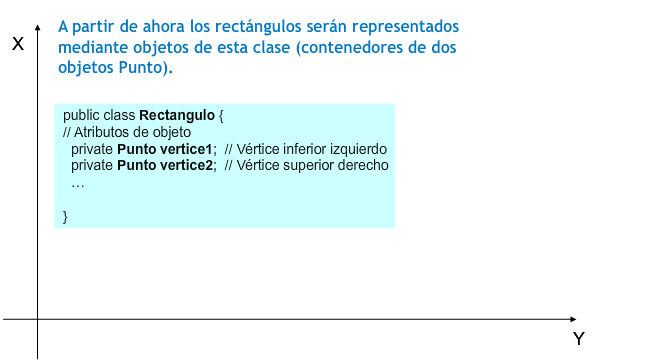 A partir de ahora los rectángulos serán representados
mediante objetos de esta clase (contenedores de dos
objetos Punto).
X
public class Rectangulo {
// Atributos de objeto
private Punto vertice1;  // Vértice inferior izquierdo
private Punto vertice2;  // Vértice superior derecho
…
}
Y